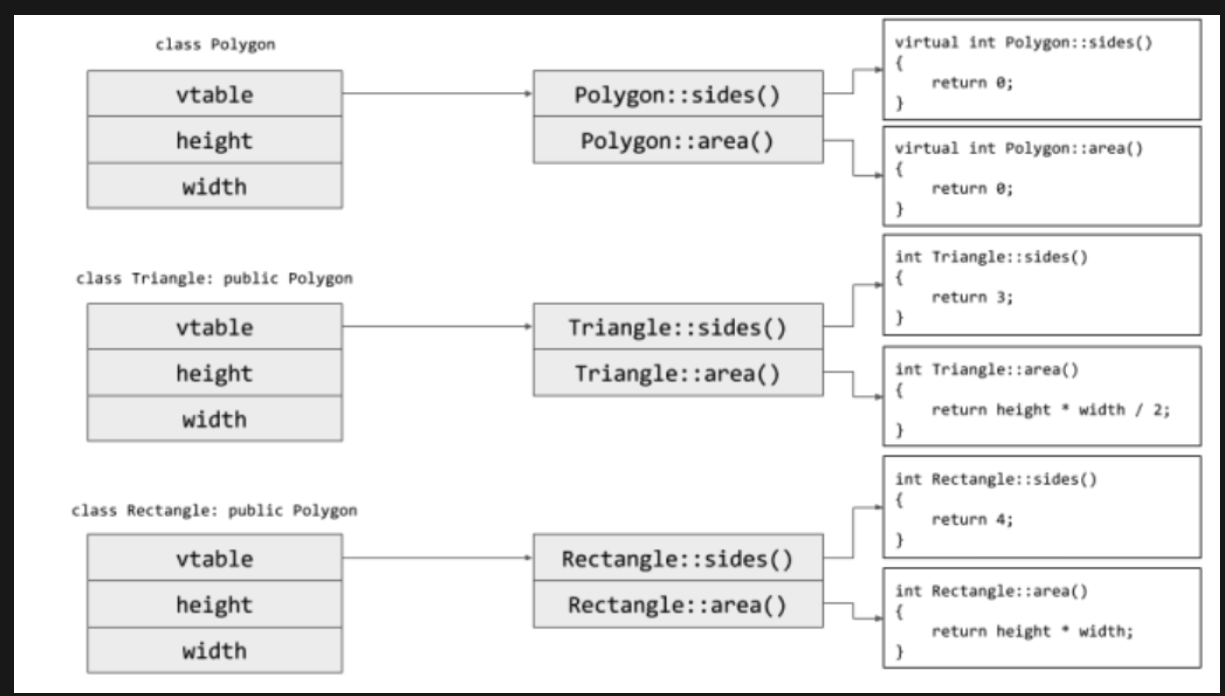 class Polygon
vtable
height
width
Polygon::sides()
Polygon::area()
virtual int Polygon::sides()
{
return 0;
}
virtual int Polygon::area()
{
return 0;
}
class Triangle: public Polygon
vtable
height
width
Triangle::sides()
Triangle::area()
int Triangle::sides()
{
return 3;
}
int Triangle::area()
{
return height * width / 2;
}
class Rectangle: public Polygon
vtable
height
width
Rectangle::sides()
Rectangle::area()
int Rectangle::sides()
{
return 4;
}
int Rectangle::area()
{
return height * width;
}